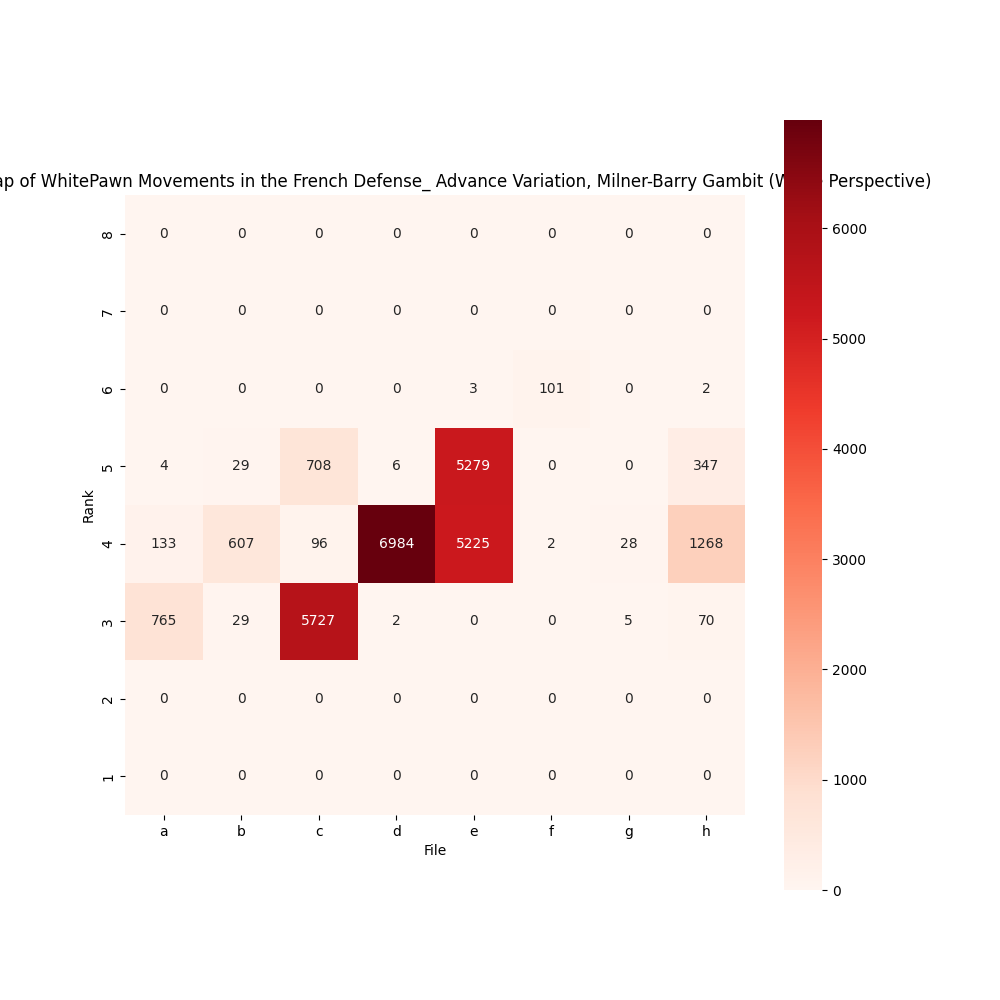 ap of WhitePawn Movements in the French Defense_ Advance Variation, Milner-Barry Gambit (W Perspective)
8 0 0 0 0 0 0 0 0
7 0 0 0 0 0 0 0 0
6 0 0 0 0 3 101 0 2
5 4 29 708 6 5279 0 0 347
4 133 607 96 6984 5225 2 28 1268
3 765 29 5727 2 0 0 5 70
2 0 0 0 0 0 0 0 0
1 0 0 0 0 0 0 0 0
a b c d e f g h
File
Rank
6000
5000
4000
3000
2000
1000
0